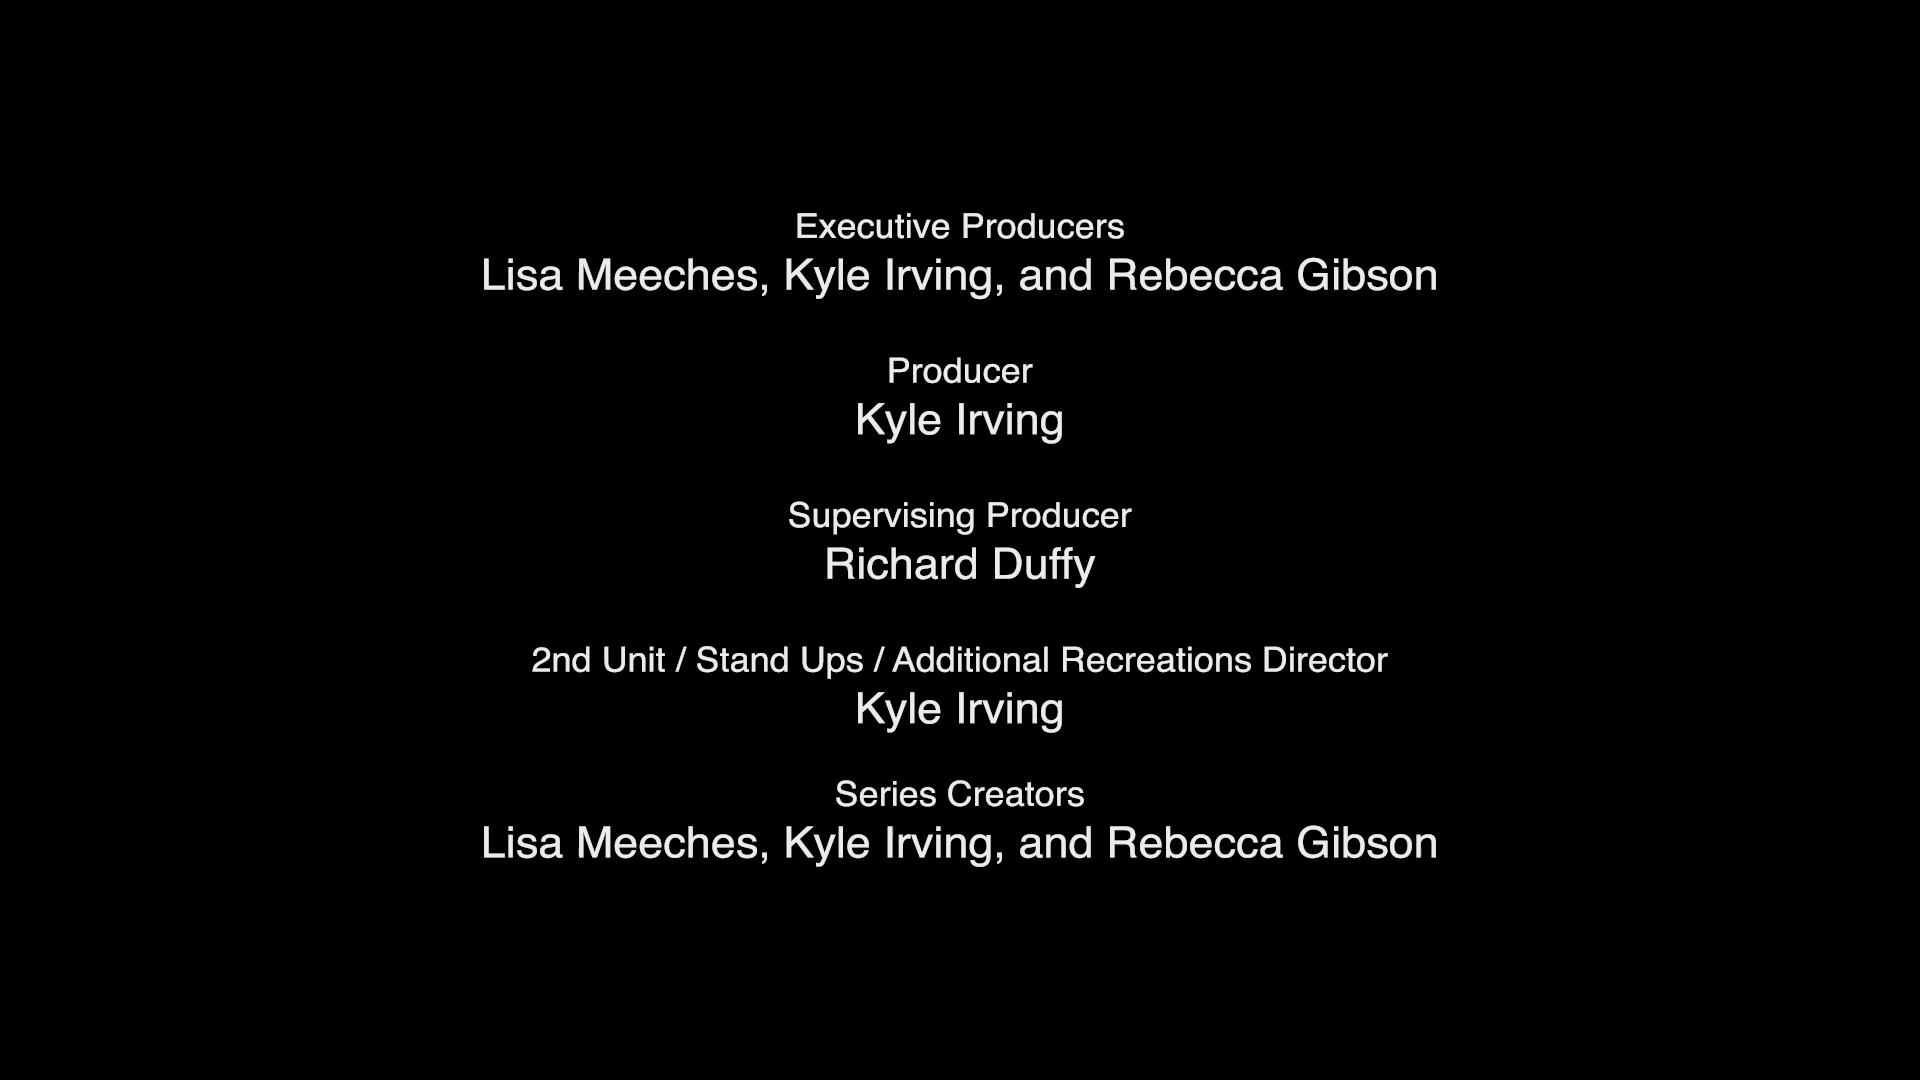 Executive Producers
Lisa Meeches, Kyle Irving, and Rebecca Gibson
Producer
Kyle Irving
Supervising Producer
Richard Duffy
2nd Unit / Stand Ups / Additional Recreations Director
Kyle Irving
Series Creators
Lisa Meeches, Kyle Irving, and Rebecca Gibson